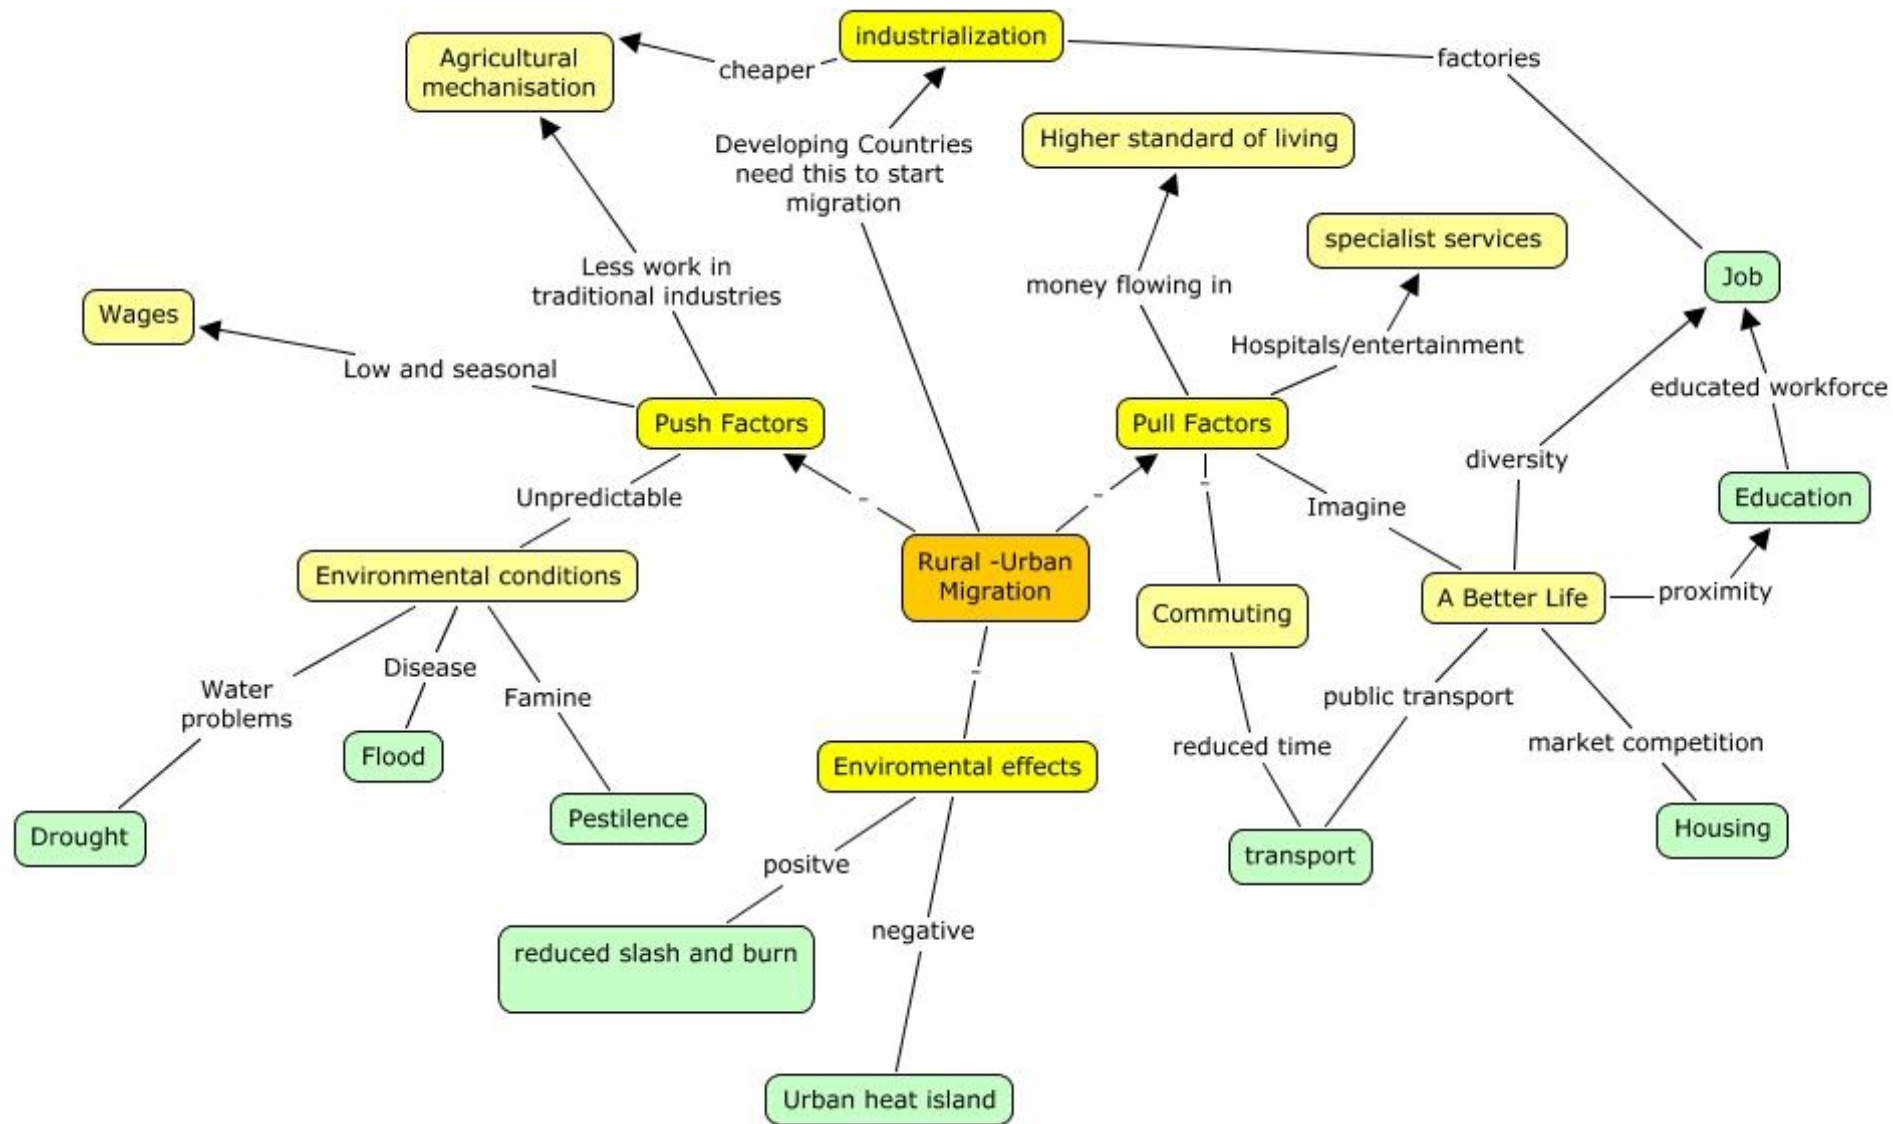 industrialization
Agricultural
mechanisation
cheaper
factories
Developing Countries
need this to start
migration
Higher standard of living
specialist services
Less work in
traditional industries
money flowing in
Job
Wages
Hospitals/entertainment
Low and seasonal
educated workforce
Push Factors
Pull Factors
diversity
Unpredictable
-
-
-
Imagine
Education
Rural -Urban
Migration
Environmental conditions
A Better Life
proximity
Commuting
Disease
-
Water
problems
Famine
public transport
reduced time
market competition
Flood
Enviromental effects
Pestilence
Drought
transport
Housing
positve
negative
reduced slash and burn
Urban heat island